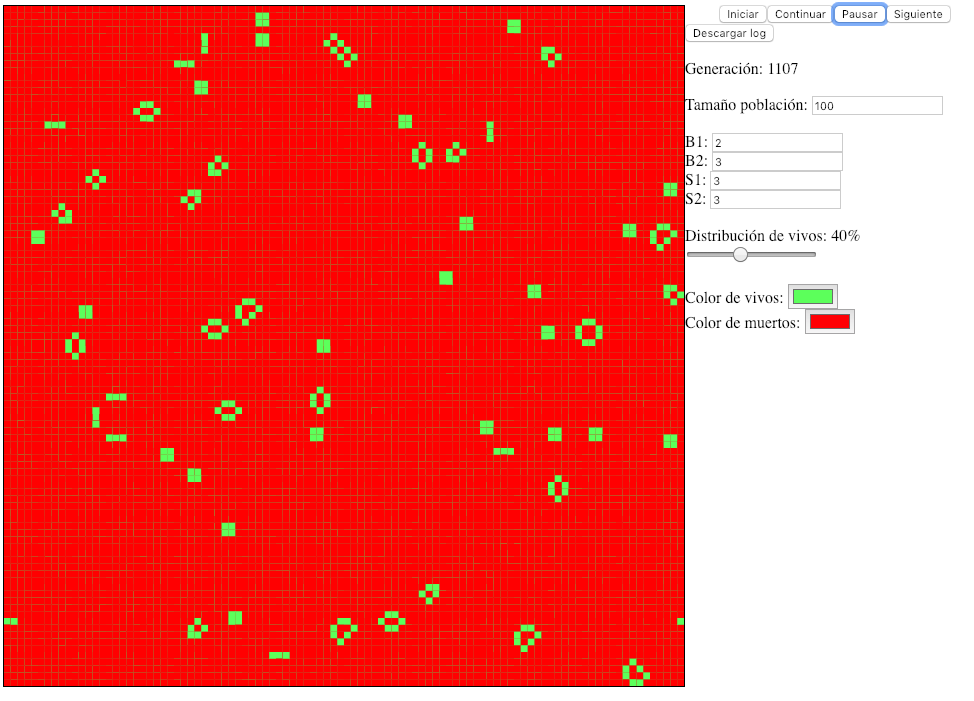 Iniciar Continuar Pausar Siguiente
Descargar log
Generación: 1107
Tamaño población: 100
B1: 2
B2: 3
S1: 3
S2: 3
Distribución de vivos: 40%
Color de vivos:
Color de muertos: